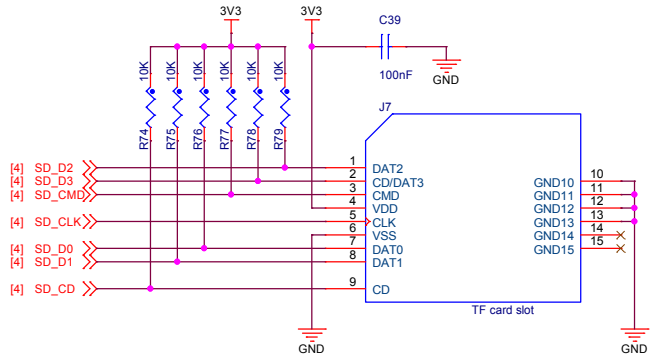 3V3
3V3
C39
100nF
GND
10K
10K
10K
10K
10K
10K
R74
R75
R76
R77
R78
R79
J7
[4] SD_D2
1
DAT2
[4] SD_D3
2
CD/DAT3
[4] SD_CMD
3
CMD
4
VDD
[4] SD_CLK
5
CLK
6
VSS
[4] SD_D0
7
DAT0
[4] SD_D1
8
DAT1
[4] SD_CD
9
CD
GND10
10
GND11
11
GND12
12
GND13
13
GND14
14
GND15
15
TF card slot
GND
GND